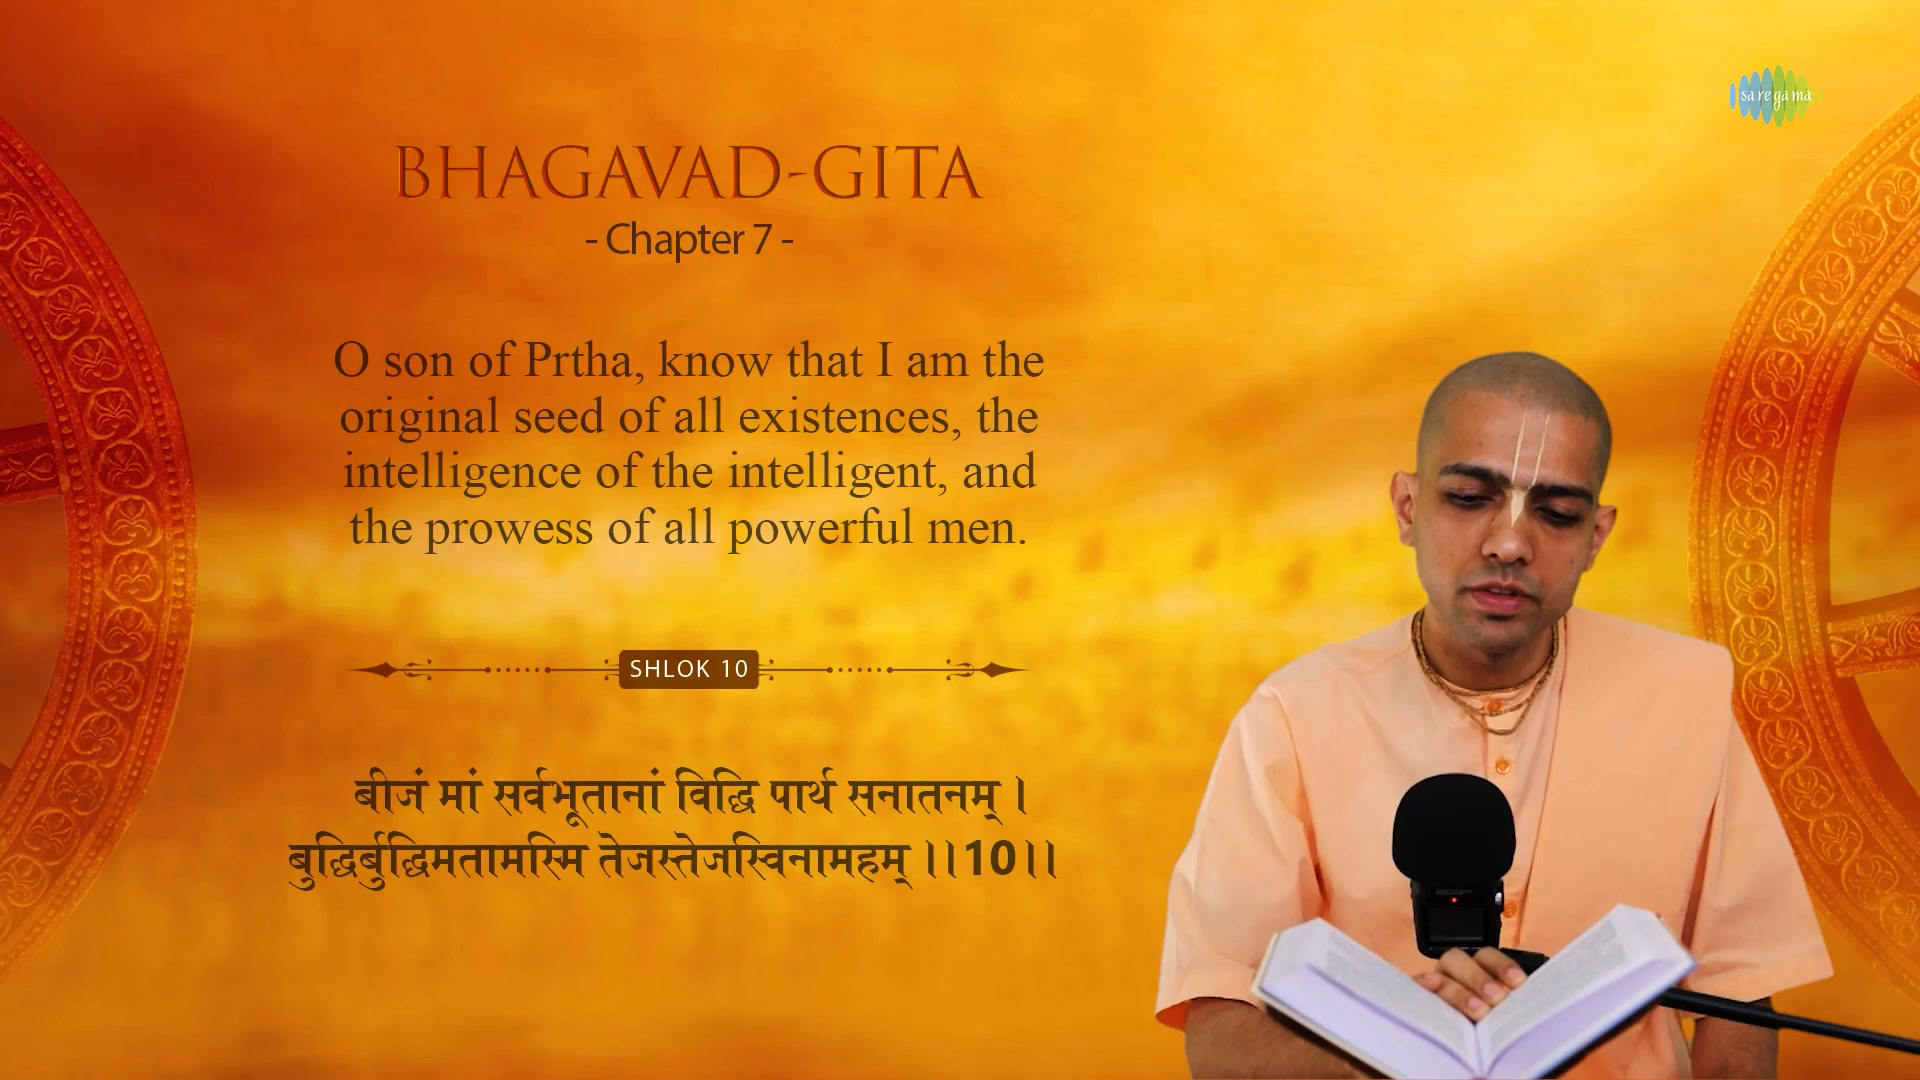 saregama
BHAGAVAD-GITA
- Chapter 7 -
O son of Prtha, know that I am the
original seed of all existences, the
intelligence of the intelligent, and
the prowess of all powerful men.
SHLOK 10
बीजं मां सर्वभूतानां विद्धि पार्थ सनातनम् ।
बुद्धिर्बुद्धिमतामस्मि तेजस्तेजस्विनामहम् ।।10।।